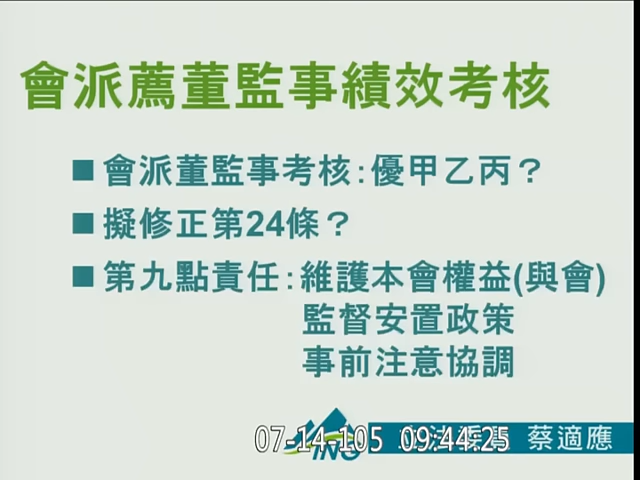 會派薦董監事績效考核
■會派董監事考核:優甲乙丙？
■擬修正第24條？
■第九點責任:維護本會權益(與會)
監督安置政策
事前注意協調
07-14-105 09:44:25
蔡適應